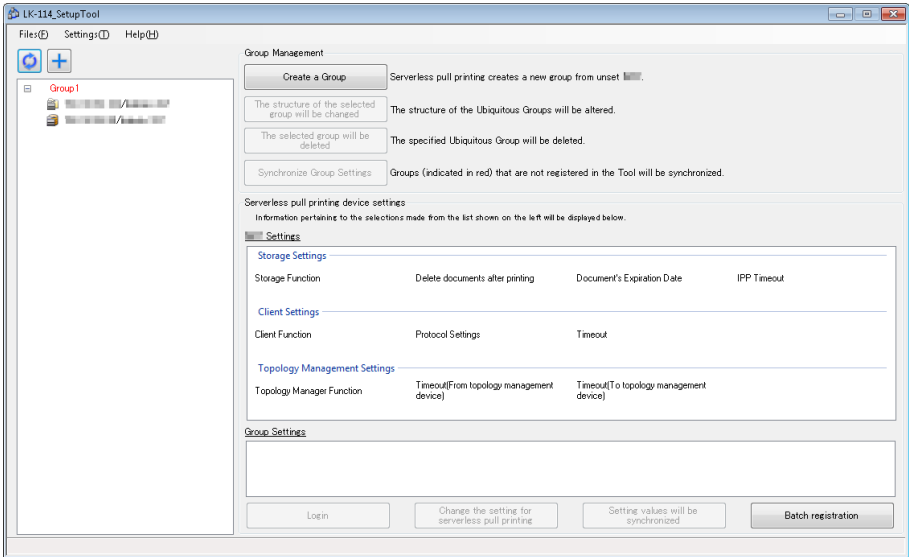 LK-114_SetupTool
Files(F) Settings(T) Help(H)
Group Management
Group1
Create a Group
Serverless pull printing creates a new group from unset .
The structure of the selected
group will be changed
The structure of the Ubiquitous Groups will be altered.
The selected group will be
deleted
The specified Ubiquitous Group will be deleted.
Synchronize Group Settings
Groups (indicated in red) that are not registered in the Tool will be synchronized.
Serverless pull printing device settings
Information pertaining to the selections made from the list shown on the left will be displayed below.
Settings
Storage Settings
Storage Function Delete documents after printing Document's Expiration Date IPP Timeout
Client Settings
Client Function Protocol Settings Timeout
Topology Management Settings
Topology Manager Function
Timeout(From topology management
device)
Timeout(To topology management
device)
Group Settings
Login
Change the setting for
serverless pull printing
Setting values will be
synchronized
Batch registration